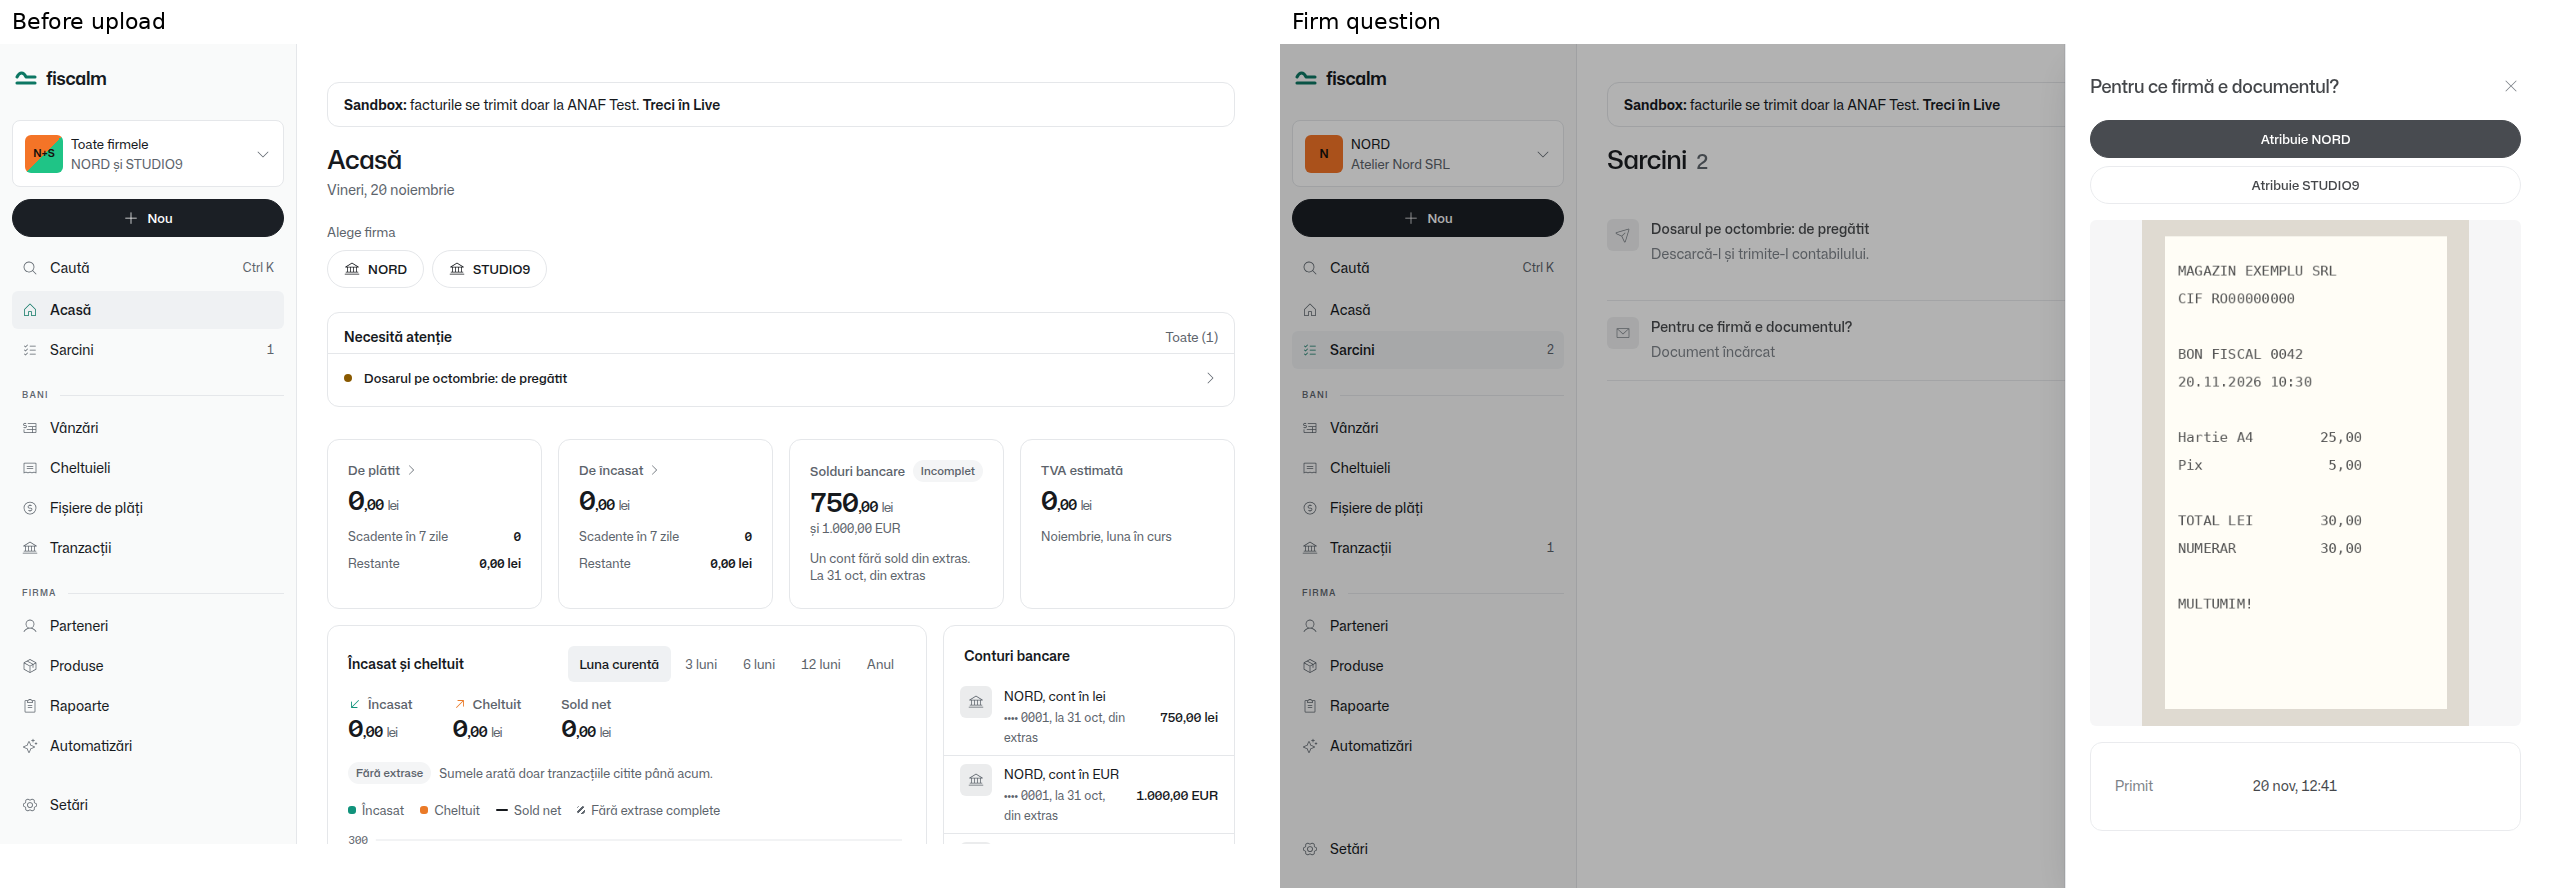 Before upload
fiscalm
Toate firmele
N+S
NORD și STUDIO9
Nou
Caută Ctrl K
Acasă
Sarcini 1
BANI
Vânzări
Cheltuieli
Fișiere de plăți
Tranzacții
FIRMA
Parteneri
Produse
Rapoarte
Automatizări
Setări
Sandbox: facturile se trimit doar la ANAF Test. Treci în Live
Acasă
Vineri, 20 noiembrie
Alege firma
NORD STUDIO9
Necesită atenție Toate (1)
Dosarul pe octombrie: de pregătit
De plătit
0,00 lei
Scadente în 7 zile 0
Restante 0,00 lei
De încasat
0,00 lei
Scadente în 7 zile 0
Restante 0,00 lei
Solduri bancare Incomplet
750,00 lei
și 1.000,00 EUR
Un cont fără sold din extras.
La 31 oct, din extras
TVA estimată
0,00 lei
Noiembrie, luna în curs
Încasat și cheltuit Luna curentă 3 luni 6 luni 12 luni Anul
Încasat Cheltuit Sold net
0,00 lei 0,00 lei 0,00 lei
Fără extrase Sumele arată doar tranzacțiile citite până acum.
Încasat Cheltuit Sold net Fără extrase complete
300
Conturi bancare
NORD, cont în lei
•••• 0001, la 31 oct, din 750,00 lei
extras
NORD, cont în EUR
•••• 0001, la 31 oct, 1.000,00 EUR
din extras
Firm question
fiscalm
NORD
N
Atelier Nord SRL
Nou
Caută Ctrl K
Acasă
Sarcini 2
BANI
Vânzări
Cheltuieli
Fișiere de plăți
Tranzacții 1
FIRMA
Parteneri
Produse
Rapoarte
Automatizări
Setări
Sandbox: facturile se trimit doar la ANAF Test. Treci în Live
Sarcini 2
Dosarul pe octombrie: de pregătit
Descarcă-l și trimite-l contabilului.
Pentru ce firmă e documentul?
Document încărcat
Pentru ce firmă e documentul?
Atribuie NORD
Atribuie STUDIO9
MAGAZIN EXEMPLU SRL
CIF RO00000000
BON FISCAL 0042
20.11.2026 10:30
Hartie A4 25,00
Pix 5,00
TOTAL LEI 30,00
NUMERAR 30,00
MULTUMIM!
Primit 20 nov, 12:41